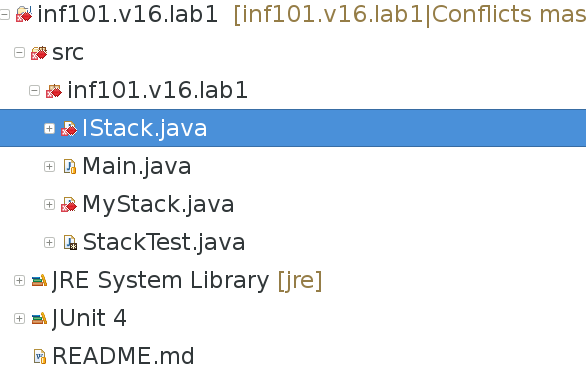 inf101.v16.lab1 [inf101.v16.lab1|Conflicts mas
src
inf101.v16.lab1
IStack.java
Main.java
MyStack.java
StackTest.java
JRE System Library [jre]
JUnit 4
README.md